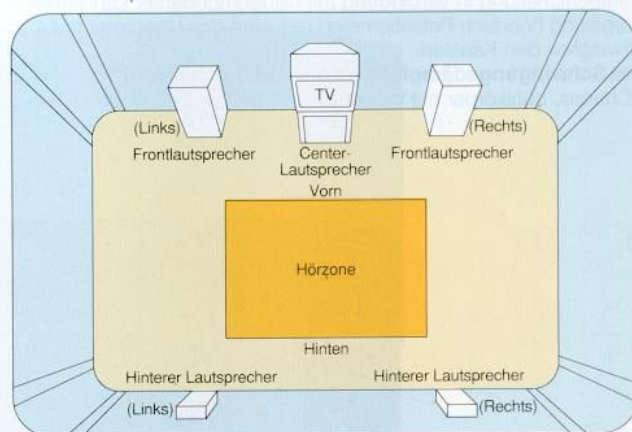 TV
(Links)
(Rechts)
Frontlautsprecher
Center-
Lautsprecher
Frontlautsprecher
Vorn
Hörzone
Hinten
Hinterer Lautsprecher
Hinterer Lautsprecher
(Links)
(Rechts)